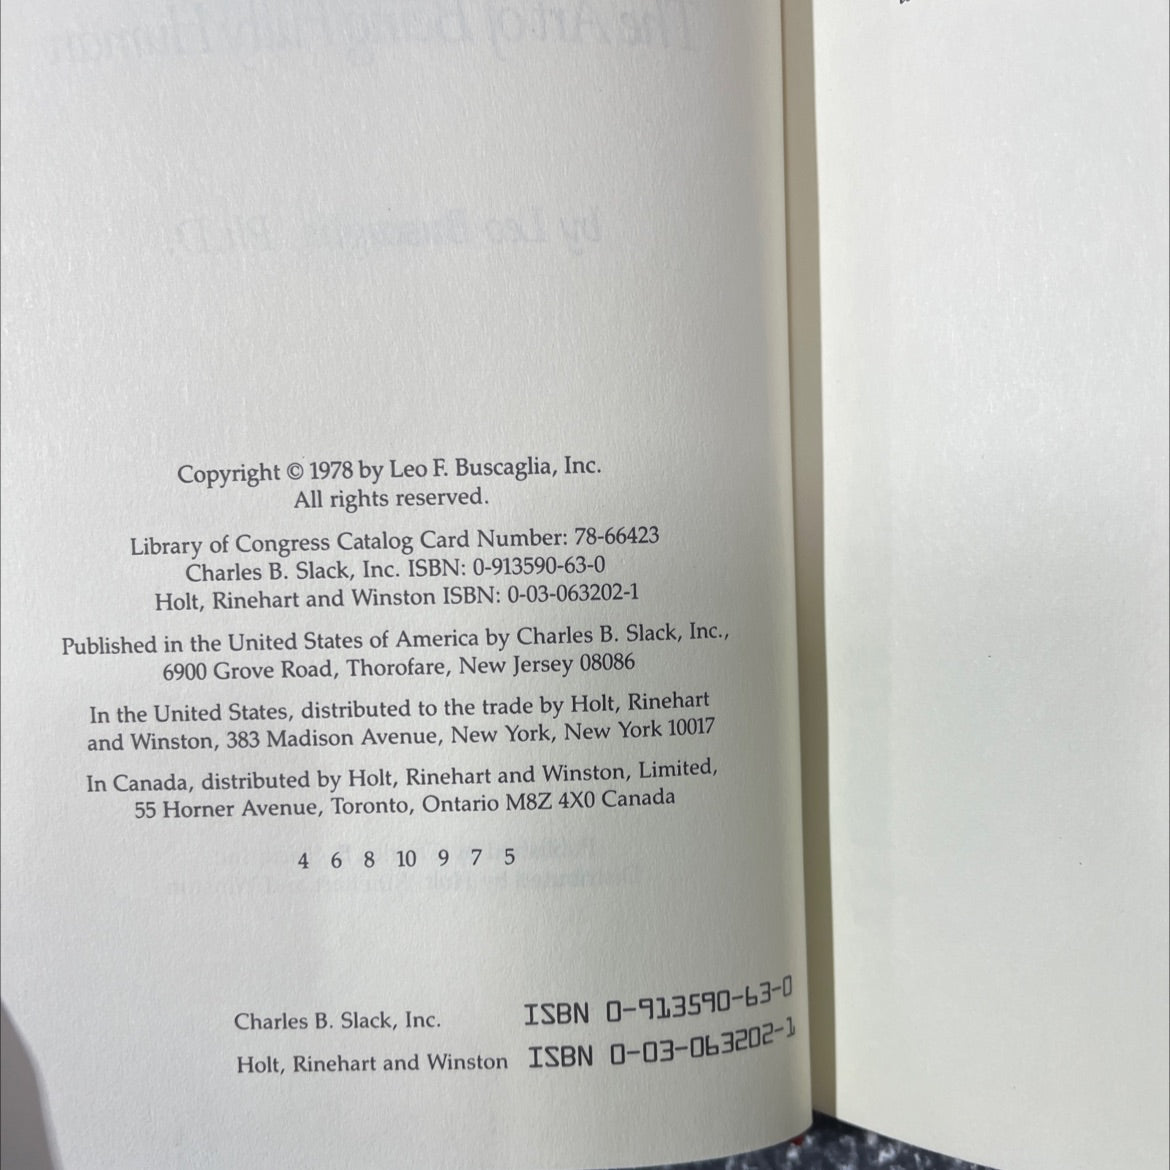 Copyright © 1978 by Leo F. Buscaglia, Inc.
All rights reserved.
Library of Congress Catalog Card Number: 78-66423
Charles B. Slack, Inc. ISBN: 0-913590-63-0
Holt, Rinehart and Winston ISBN: 0-03-063202-1
Published in the United States of America by Charles B. Slack, Inc.,
6900 Grove Road, Thorofare, New Jersey 08086
In the United States, distributed to the trade by Holt, Rinehart
and Winston, 383 Madison Avenue, New York, New York 10017
In Canada, distributed by Holt, Rinehart and Winston, Limited,
55 Horner Avenue, Toronto, Ontario M8Z 4X0 Canada
4 6 8 10 9 7 5
Charles B. Slack, Inc. ISBN 0-913590-63-0
Holt, Rinehart and Winston ISBN 0-03-063202-1